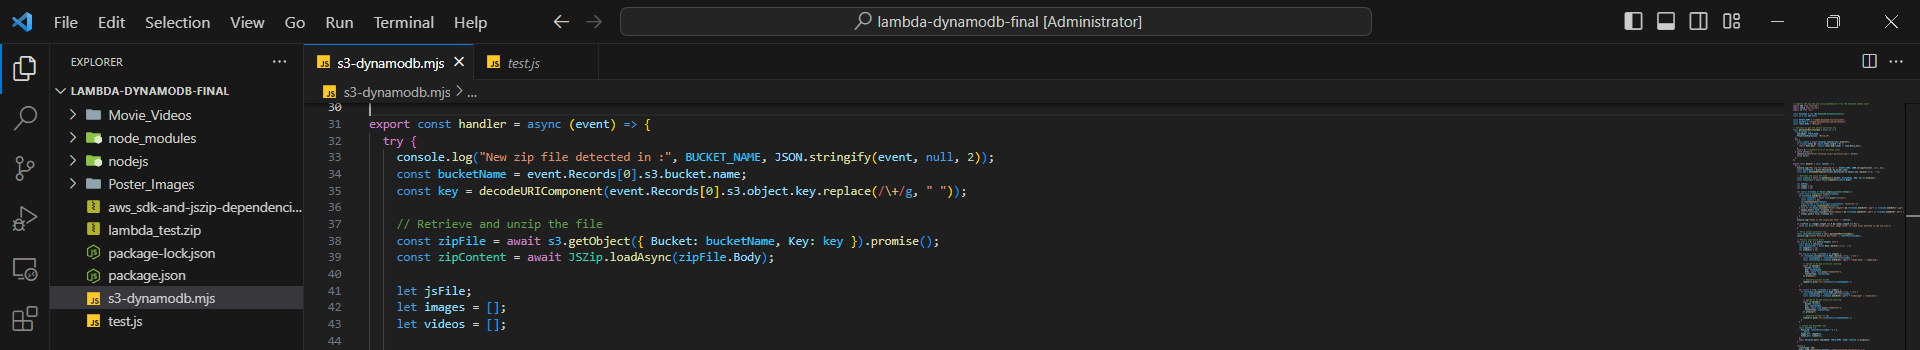 File Edit Selection View Go Run Terminal Help
lambda-dynamodb-final [Administrator]
EXPLORER
LAMBDA-DYNAMODB-FINAL
Movie_Videos
node_modules
nodejs
Poster_Images
aws_sdk-and-jszip-dependenci...
lambda_test.zip
package-lock.json
package.json
JS s3-dynamodb.mjs
JS test.js
JS s3-dynamodb.mjs
JS test.js
JS s3-dynamodb.mjs > ...
30
31 export const handler = async (event) => {
32 try {
33 console.log("New zip file detected in :", BUCKET_NAME, JSON.stringify(event, null, 2));
34 const bucketName = event.Records[0].s3.bucket.name;
35 const key = decodeURIComponent(event.Records[0].s3.object.key.replace(/\+/g, " "));
36
37 // Retrieve and unzip the file
38 const zipFile = await s3.getObject({ Bucket: bucketName, Key: key }).promise();
39 const zipContent = await JSZip.loadAsync(zipFile.Body);
40
41 let jsFile;
42 let images = [];
43 let videos = [];
44